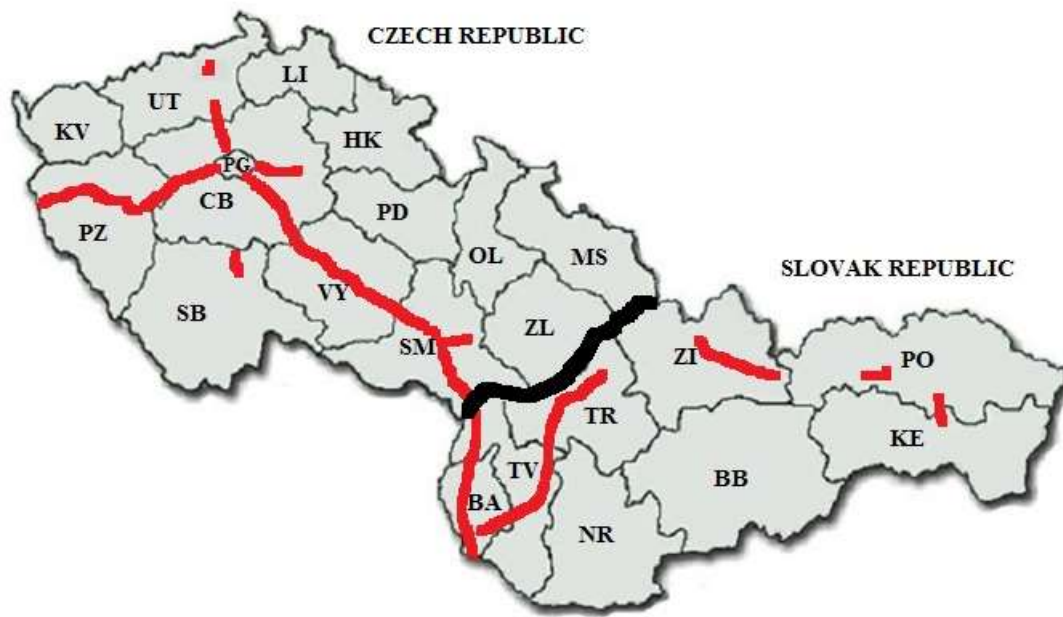 CZECH REPUBLIC
LI
UT
KV
HK
PG
CB
PD
PZ
OL
MS
SLOVAK REPUBLIC
VY
SB
ZL
SM
ZI
PO
TR
KE
TV
BB
BA
NR